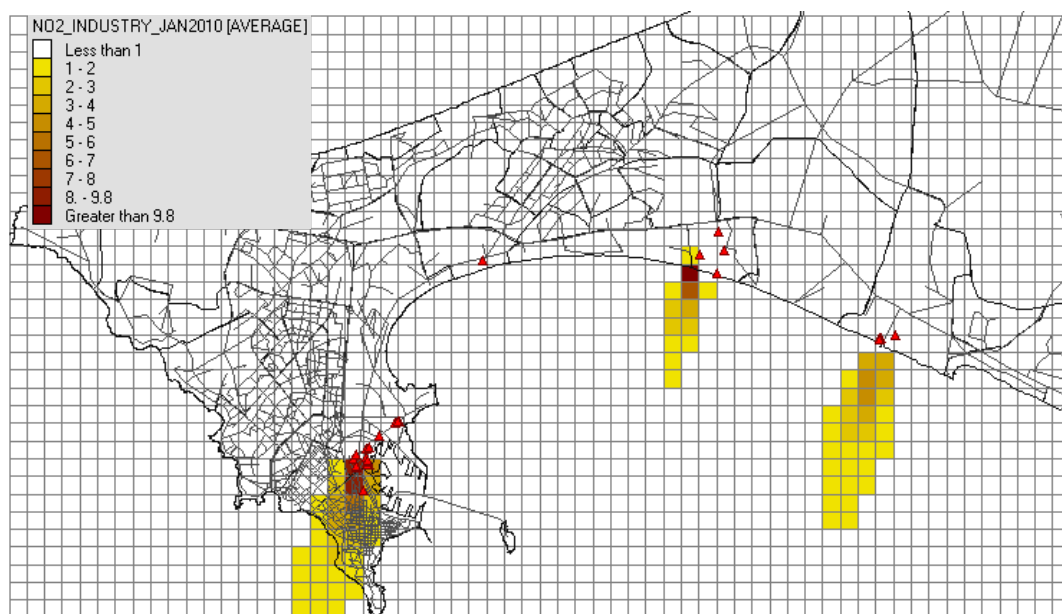 NO2_INDUSTRY_JAN2010 [AVERAGE]
Less than 1
1 - 2
2 - 3
3 - 4
4 - 5
5 - 6
6 - 7
7 - 8
8. - 9.8
Greater than 9.8